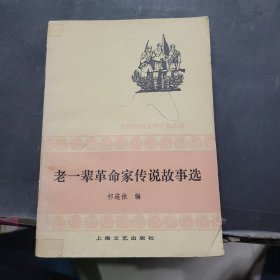 中国民间文学作品选编
老一辈革命家传说故事选
祁连休 编
上海文艺出版社